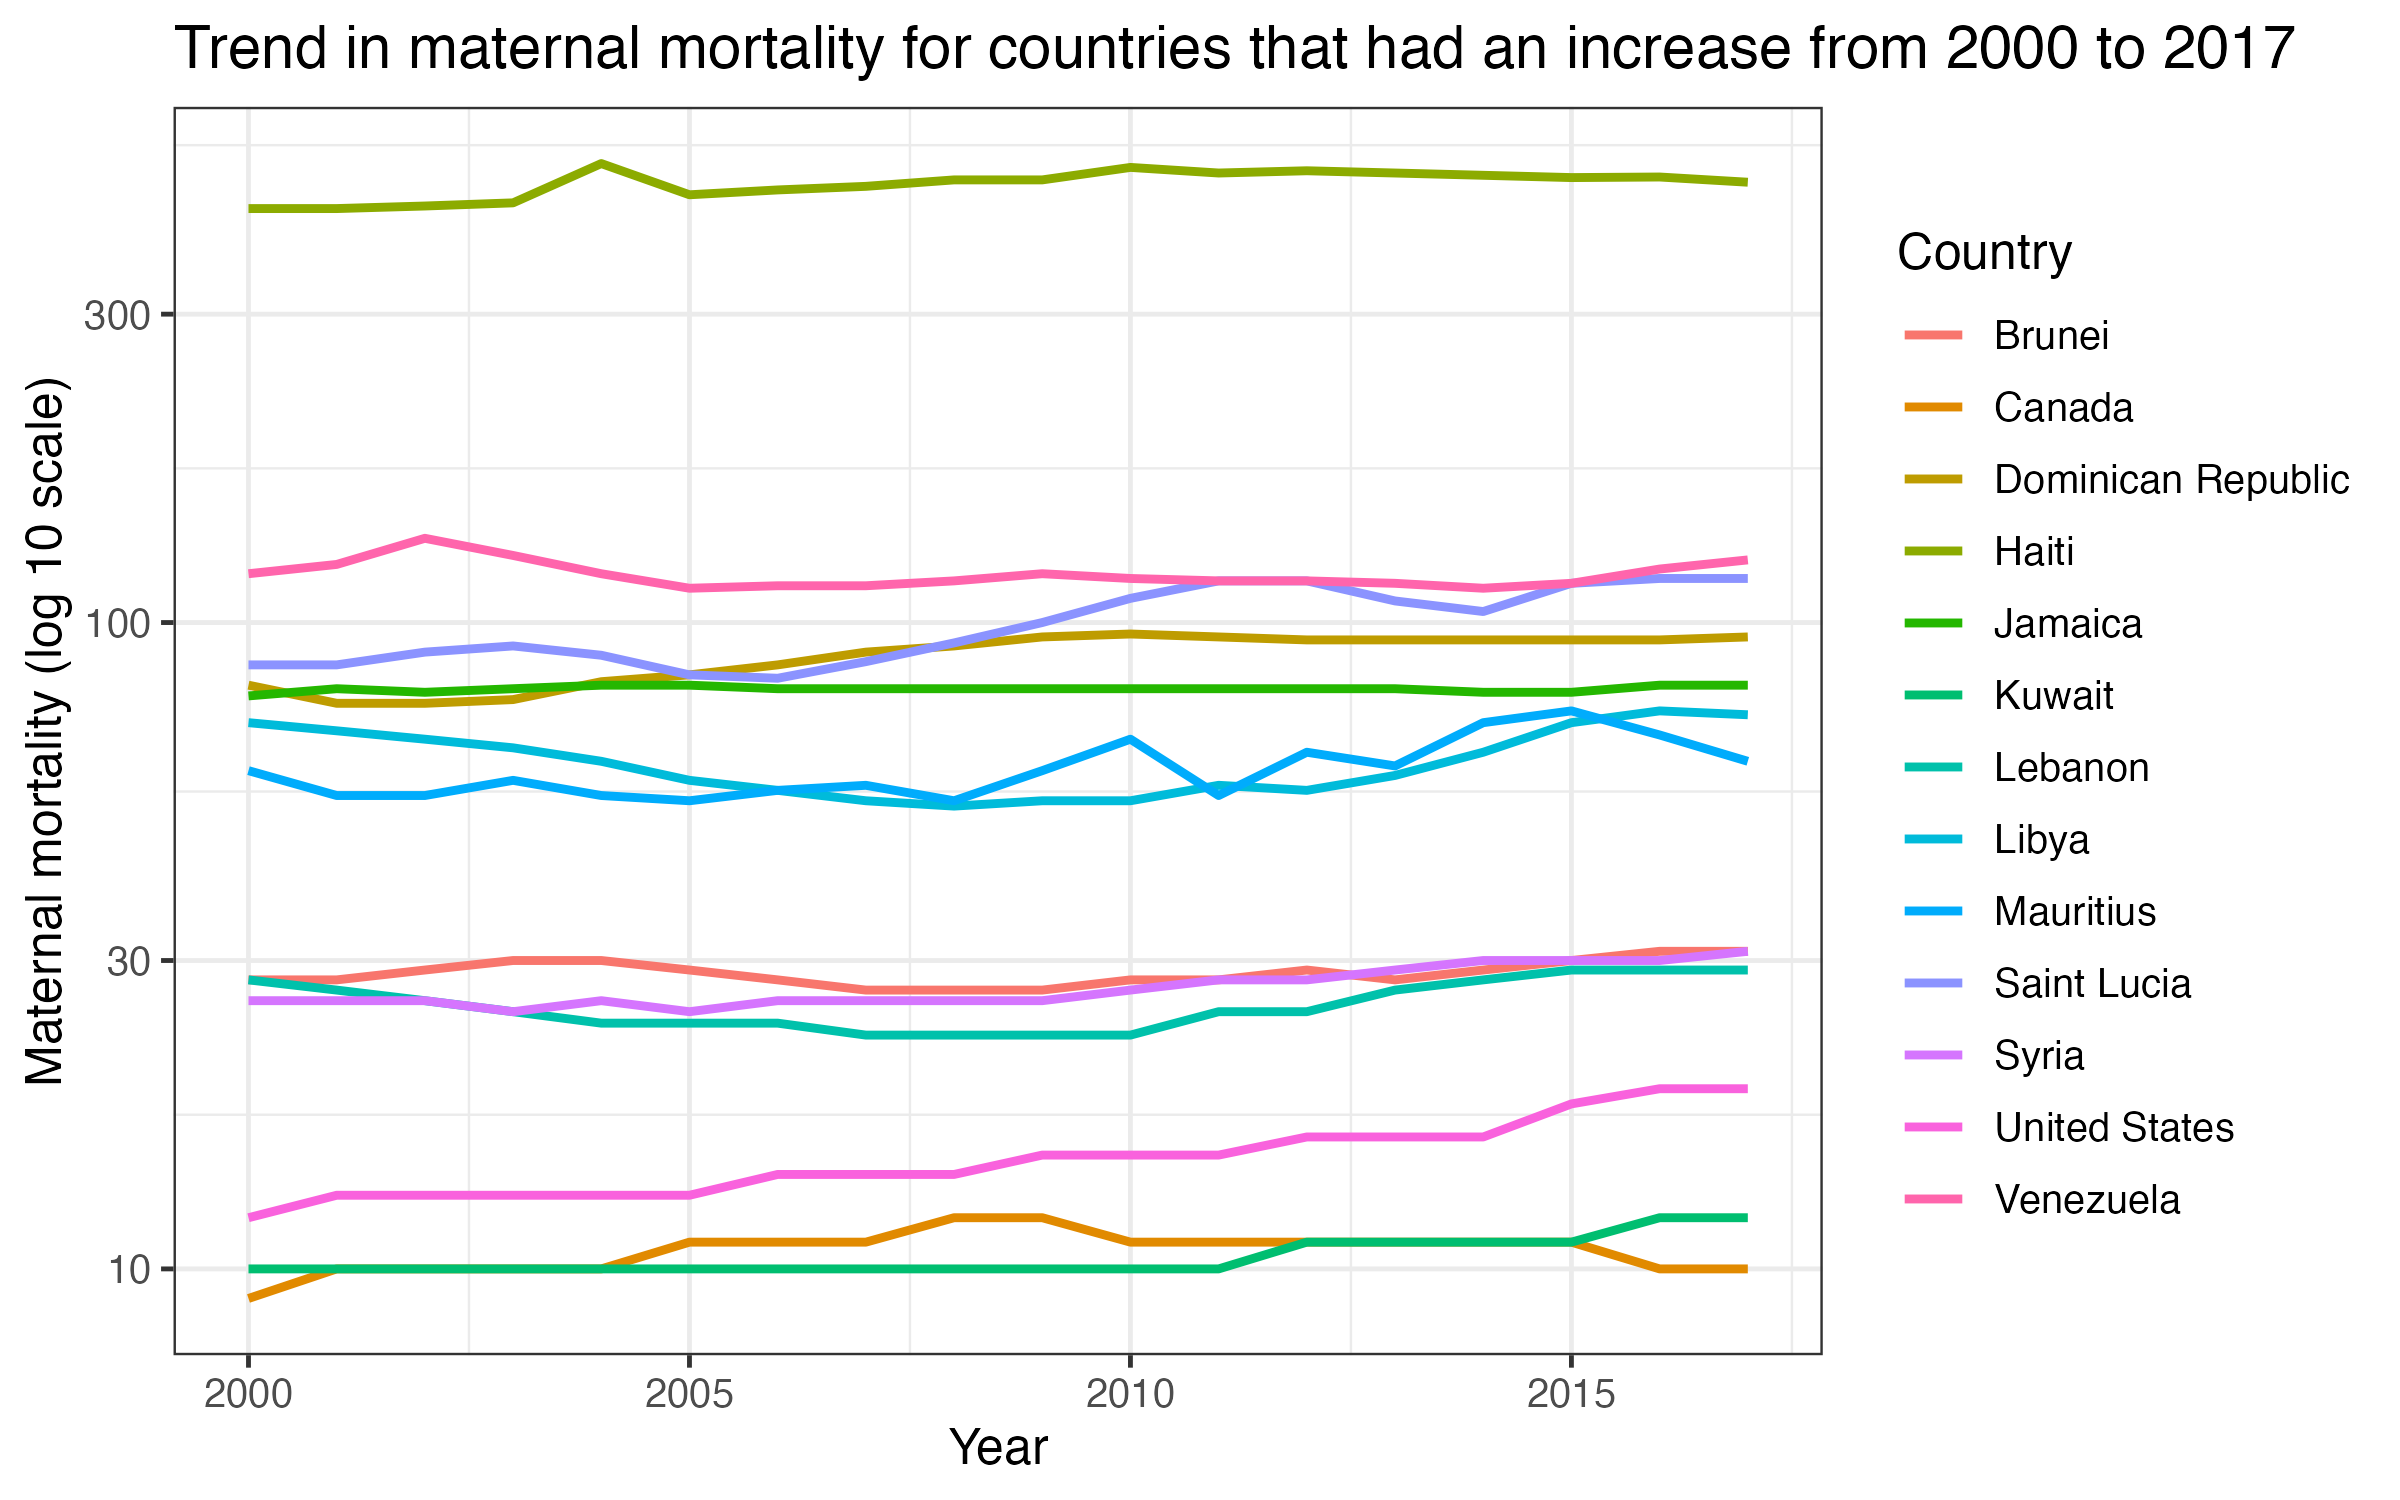 Trend in maternal mortality for countries that had an increase from 2000 to 2017
Maternal mortality (log 10 scale)
300
100
30
10
2000
2005
2010
2015
Year
Country
Brunei
Canada
Dominican Republic
Haiti
Jamaica
Kuwait
Lebanon
Libya
Mauritius
Saint Lucia
Syria
United States
Venezuela